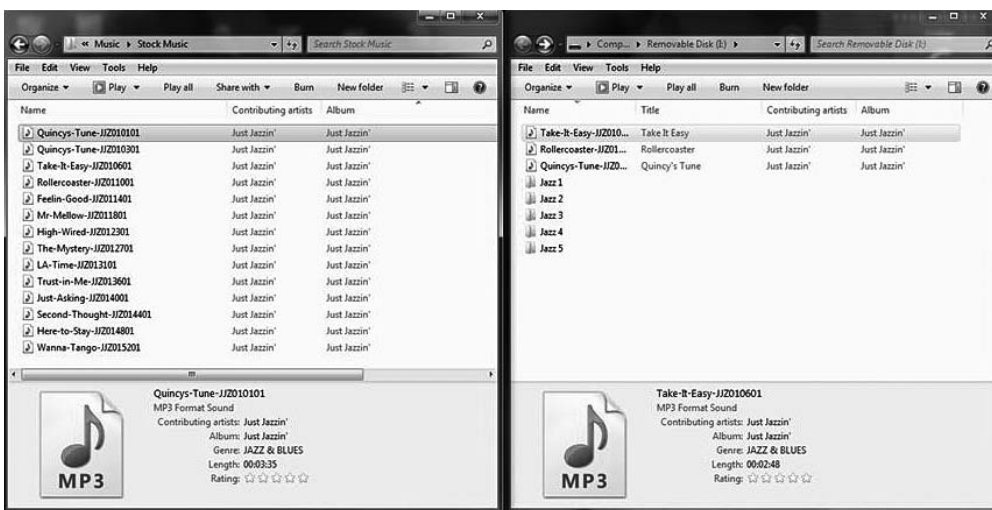 « Music ▸ Stock Music
Search Stock Music
File Edit View Tools Help
Organize Play Play all Share with Burn New folder
Name Contributing artists Album
Quincys-Tune-JJZ010101 Just Jazzin' Just Jazzin'
Quincys-Tune-JJZ010301 Just Jazzin' Just Jazzin'
Take-It-Easy-JJZ010601 Just Jazzin' Just Jazzin'
Rollercoaster-JJZ011001 Just Jazzin' Just Jazzin'
Feelin-Good-JJZ011401 Just Jazzin' Just Jazzin'
Mr-Mellow-JJZ011801 Just Jazzin' Just Jazzin'
High-Wired-JJZ012301 Just Jazzin' Just Jazzin'
The-Mystery-JJZ012701 Just Jazzin' Just Jazzin'
LA-Time-JJZ013101 Just Jazzin' Just Jazzin'
Trust-in-Me-JJZ013601 Just Jazzin' Just Jazzin'
Just-Asking-JJZ014001 Just Jazzin' Just Jazzin'
Second-Thought-JJZ014401 Just Jazzin' Just Jazzin'
Here-to-Stay-JJZ014801 Just Jazzin' Just Jazzin'
Wanna-Tango-JJZ015201 Just Jazzin' Just Jazzin'
Quincys-Tune-JJZ010101
MP3 Format Sound
Contributing artists: Just Jazzin'
Album: Just Jazzin'
Genre: JAZZ & BLUES
Length: 00:03:35
Rating: ☆☆☆☆☆
MP3
Comp... ▸ Removable Disk (I:) ▸
Search Removable Disk (I:)
File Edit View Tools Help
Organize Play Play all Burn New folder
Name Title Contributing artists Album
Take-It-Easy-JJZ010... Take It Easy Just Jazzin' Just Jazzin'
Rollercoaster-JJZ01... Rollercoaster Just Jazzin' Just Jazzin'
Quincys-Tune-JJZ0... Quincy's Tune Just Jazzin' Just Jazzin'
Jazz 1
Jazz 2
Jazz 3
Jazz 4
Jazz 5
Take-It-Easy-JJZ010601
MP3 Format Sound
Contributing artists: Just Jazzin'
Album: Just Jazzin'
Genre: JAZZ & BLUES
Length: 00:02:48
Rating: ☆☆☆☆☆
MP3